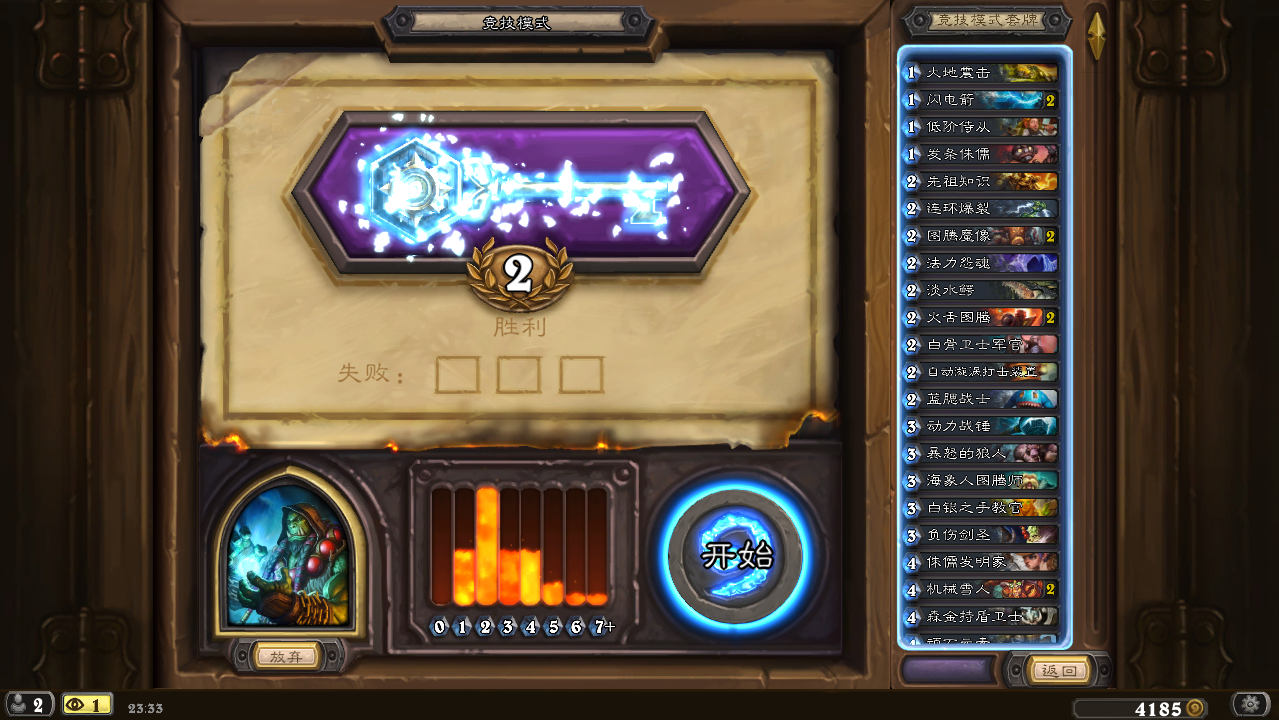 竞技模式
2
胜利
失败：
开始
0 1 2 3 4 5 6 7+
放弃
竞技模式套牌
1 大地震击
1 闪电箭 2
1 低阶侍从
1 发条侏儒
2 先祖知识
2 连环爆裂
2 图腾魔像 2
2 法力怨魂
2 淡水鳄
2 火舌图腾 2
2 白骨卫士军官
2 自动漩涡打击装置
2 蓝腮战士
3 动力战锤
3 暴怒的狼人
3 海象人图腾师
3 白银之手教官
3 负伤剑圣
4 侏儒发明家
4 机械雪人 2
4 森金持盾卫士
返回
2
1
23:33
4185